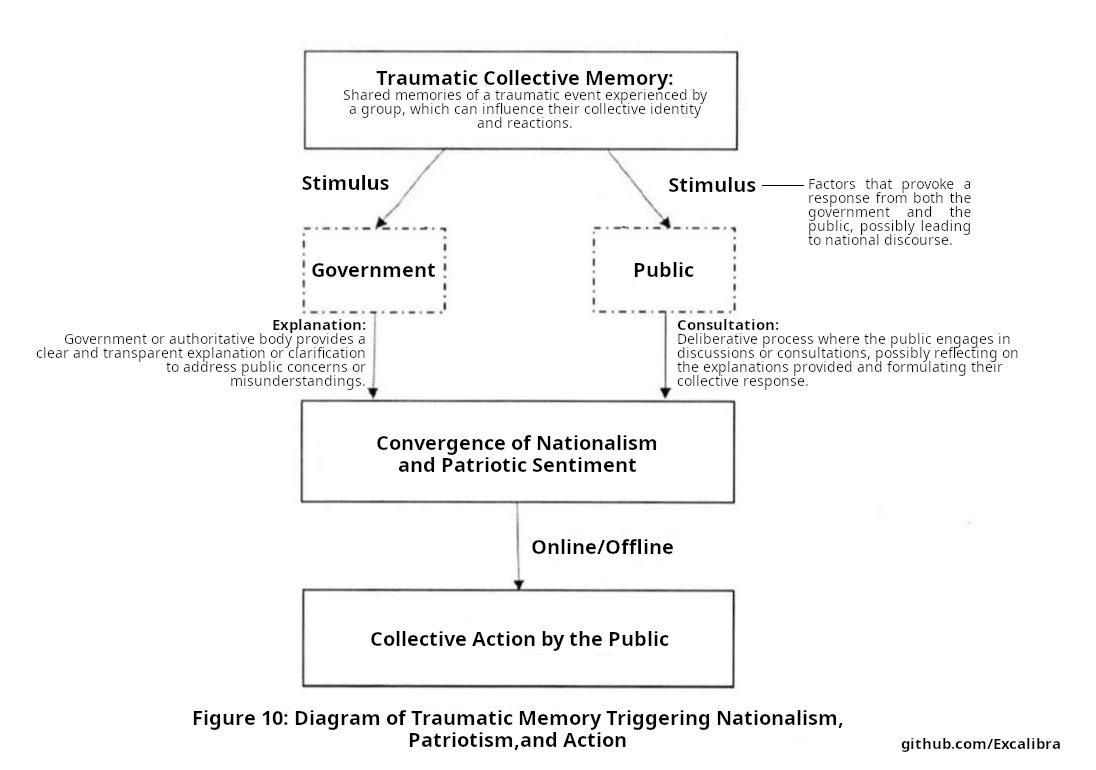 Traumatic Collective Memory:
Shared memories of a traumatic event experienced by
a group, which can influence their collective identity
and reactions.
Stimulus
Stimulus
Factors that provoke a
response from both the
government and the
public, possibly leading
to national discourse.
Government
Public
Explanation:
Government or authoritative body provides a
clear and transparent explanation or clarification
to address public concerns or
misunderstandings.
Consultation:
Deliberative process where the public engages in
discussions or consultations, possibly reflecting on
the explanations provided and formulating their
collective response.
Convergence of Nationalism
and Patriotic Sentiment
Online/Offline
Collective Action by the Public
Figure 10: Diagram of Traumatic Memory Triggering Nationalism,
Patriotism,and Action
github.com/Excalibra